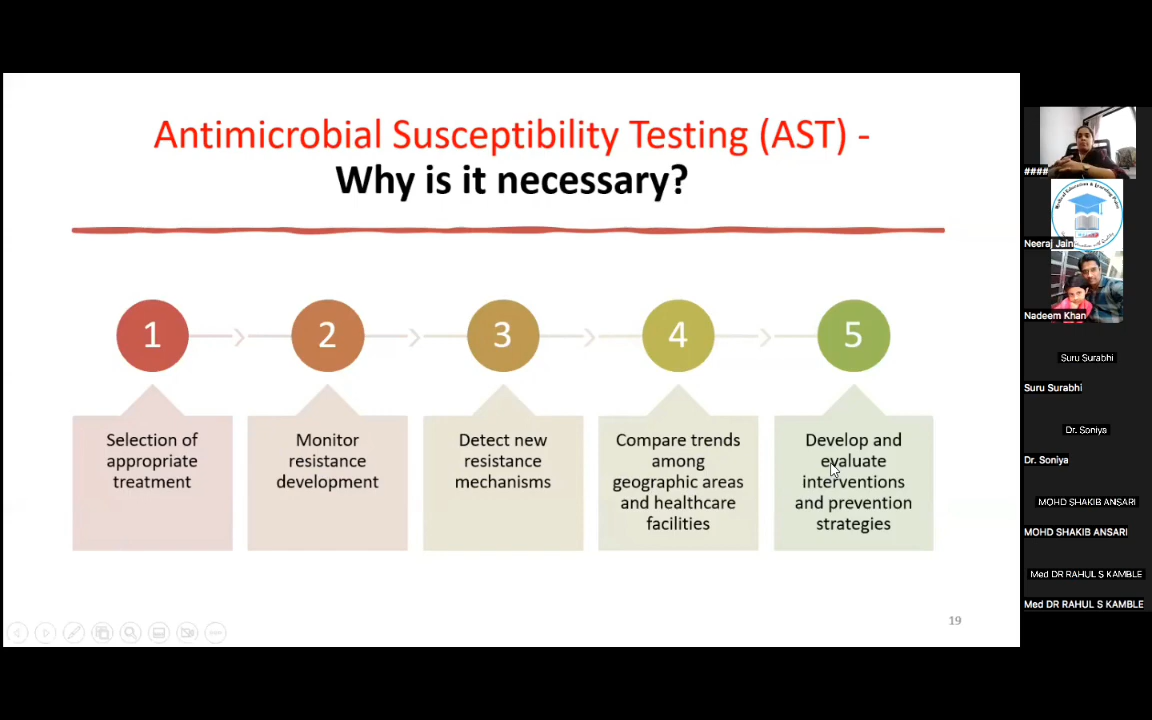 Antimicrobial Susceptibility Testing (AST) -
Why is it necessary?
1
2
3
4
5
Selection of
appropriate
treatment
Monitor
resistance
development
Detect new
resistance
mechanisms
Compare trends
among
geographic areas
and healthcare
facilities
Develop and
evaluate
interventions
and prevention
strategies
19
####
Neeraj Jain
Nadeem Khan
Suru Surabhi
Suru Surabhi
Dr. Soniya
Dr. Soniya
MOHD SHAKIB ANSARI
MOHD SHAKIB ANSARI
Med DR RAHUL S KAMBLE
Med DR RAHUL S KAMBLE